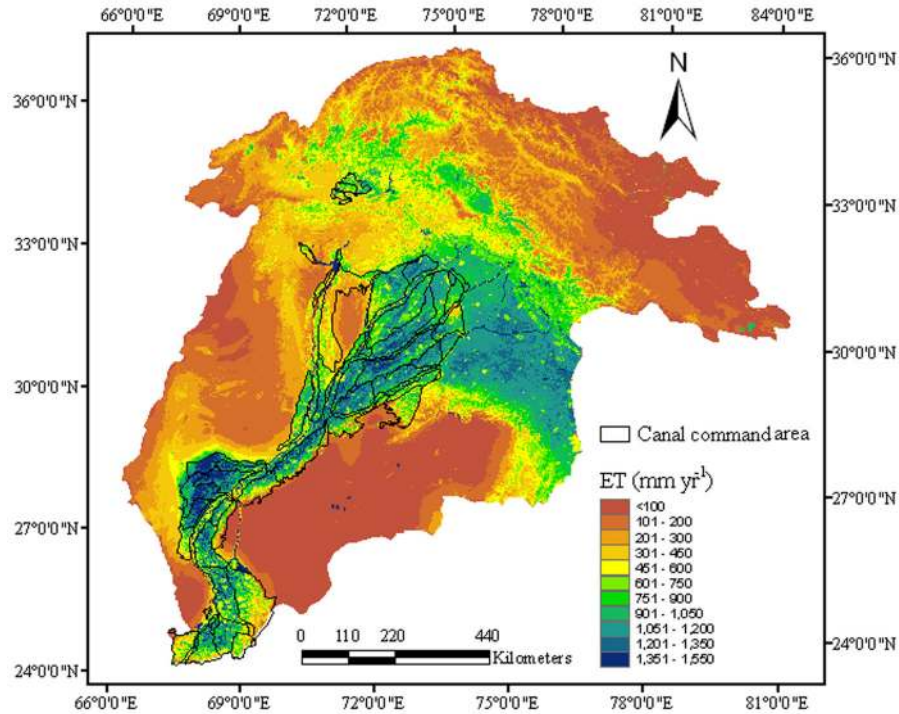 66°0'0"E 69°0'0"E 72°0'0"E 75°0'0"E 78°0'0"E 81°0'0"E 84°0'0"E
36°0'0"N 36°0'0"N
N
33°0'0"N 33°0'0"N
30°0'0"N 30°0'0"N
Canal command area
ET (mm yr¹)
<100
101 - 200
201 - 300
301 - 450
451 - 600
601 - 750
751 - 900
901 - 1,050
1,051 - 1,200
1,201 - 1,350
1,351 - 1,550
27°0'0"N 27°0'0"N
0 110 220 440
Kilometers
24°0'0"N 24°0'0"N
66°0'0"E 69°0'0"E 72°0'0"E 75°0'0"E 78°0'0"E 81°0'0"E